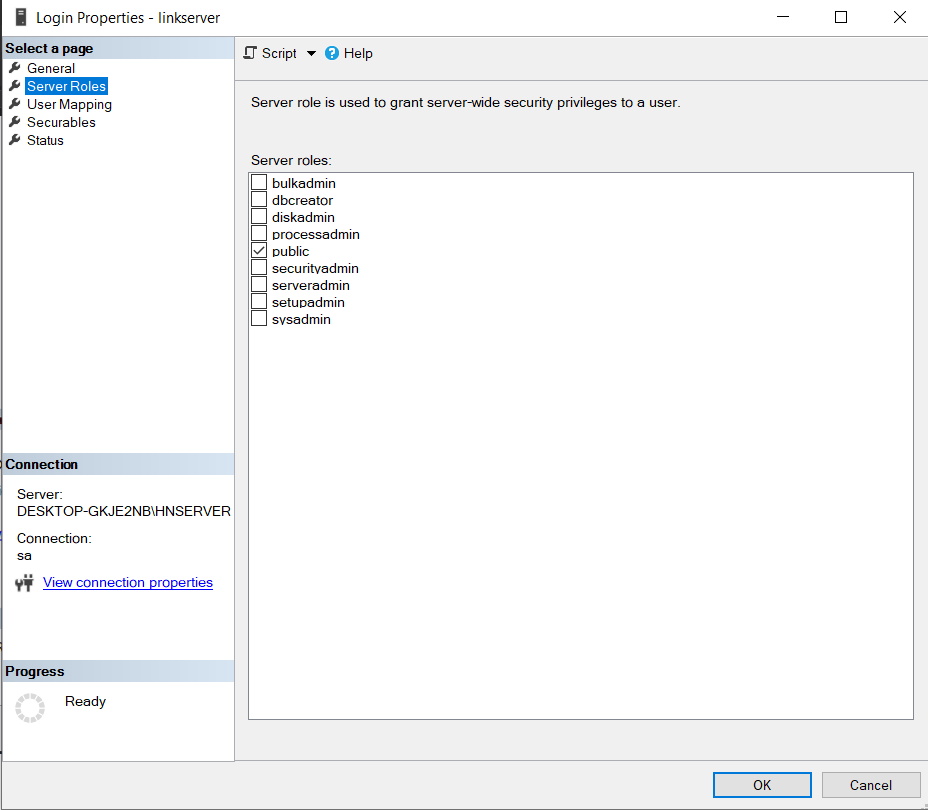 Login Properties - linkserver
Select a page
General
Server Roles
User Mapping
Securables
Status
Script
Help
Server role is used to grant server-wide security privileges to a user.
Server roles:
bulkadmin
dbcreator
diskadmin
processadmin
public
securityadmin
serveradmin
setupadmin
sysadmin
Connection
Server:
DESKTOP-GKJE2NB\HNSERVER
Connection:
sa
View connection properties
Progress
Ready
OK
Cancel